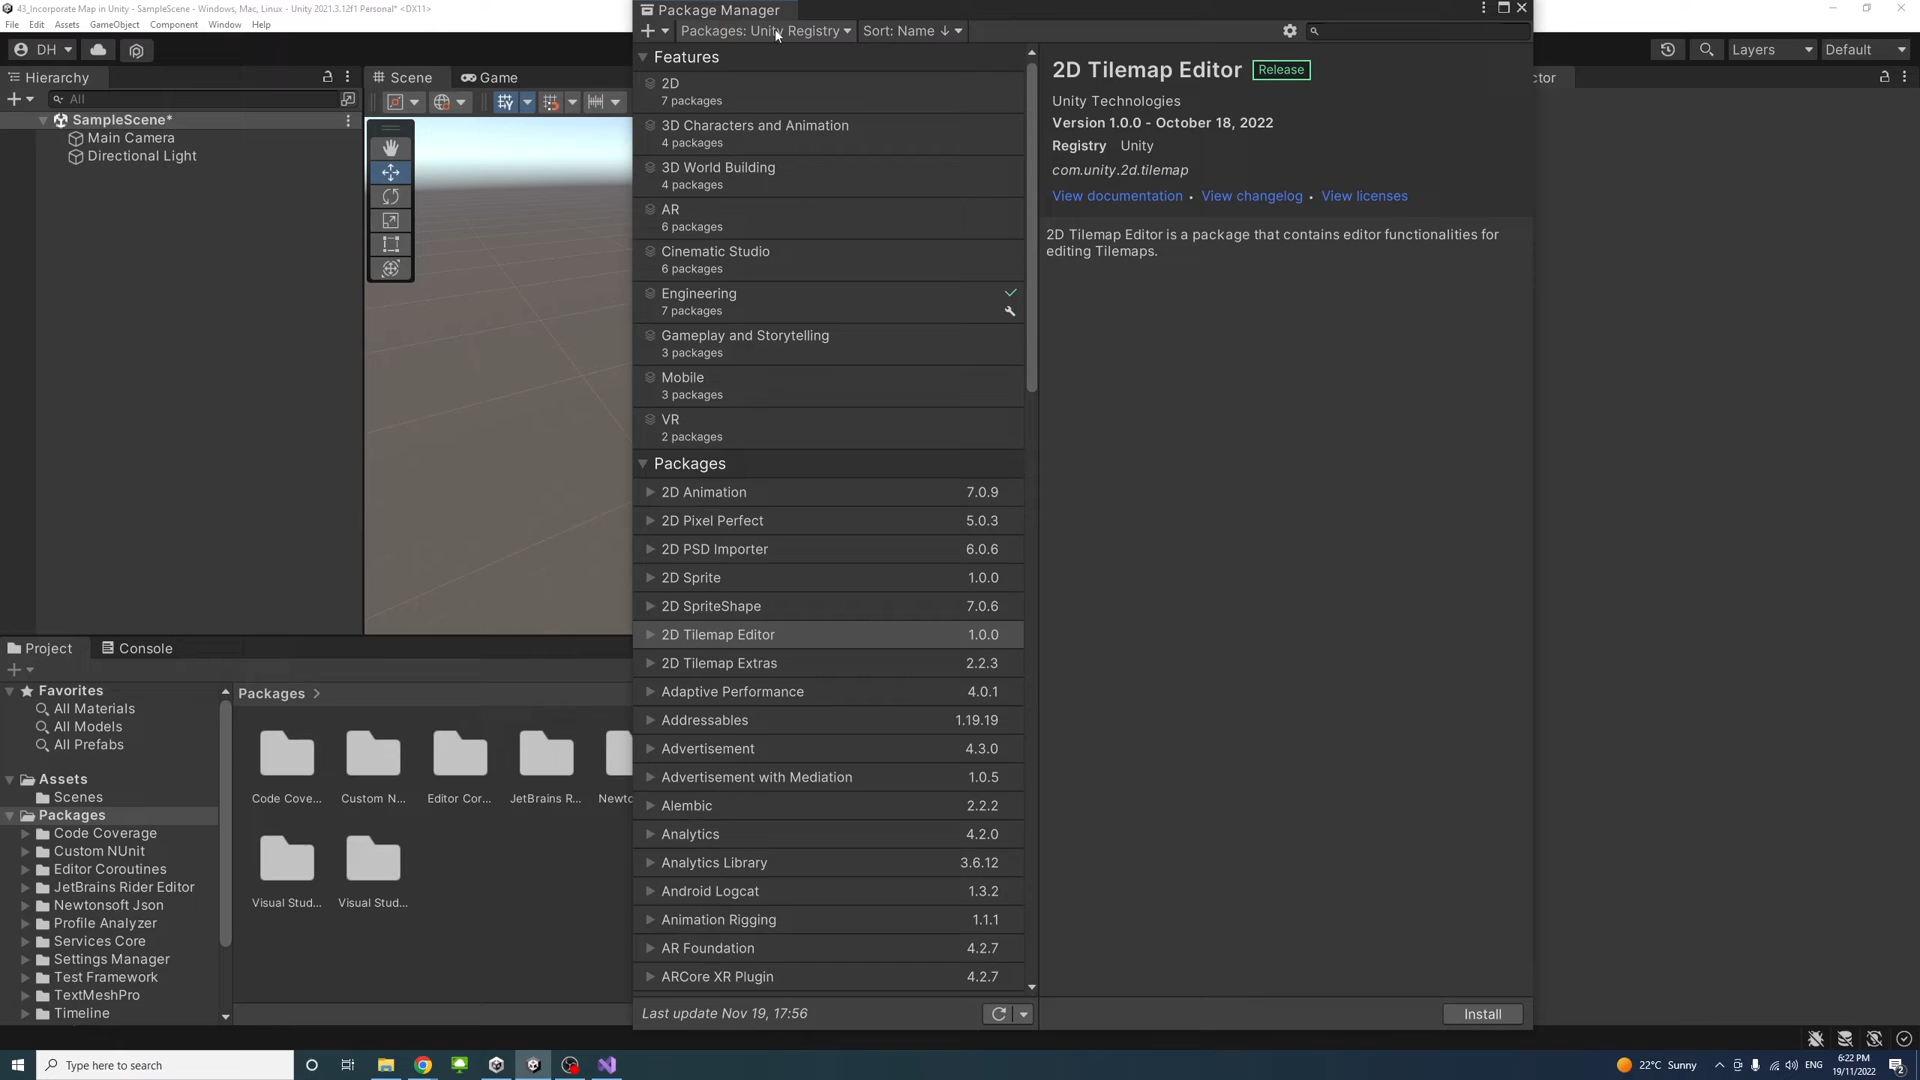 43_Incorporate Map in Unity - SampleScene - Windows, Mac, Linux - Unity 2021.3.12f1 Personal* <DX11>
File Edit Assets GameObject Component Window Help
DH
Layers
Default
Hierarchy
All
SampleScene*
Main Camera
Directional Light
Scene
Game
Package Manager
Packages: Unity Registry
Sort: Name ↓
Features
2D
7 packages
3D Characters and Animation
4 packages
3D World Building
4 packages
AR
6 packages
Cinematic Studio
6 packages
Engineering
7 packages
Gameplay and Storytelling
3 packages
Mobile
3 packages
VR
2 packages
Packages
2D Animation 7.0.9
2D Pixel Perfect 5.0.3
2D PSD Importer 6.0.6
2D Sprite 1.0.0
2D SpriteShape 7.0.6
2D Tilemap Editor 1.0.0
2D Tilemap Extras 2.2.3
Adaptive Performance 4.0.1
Addressables 1.19.19
Advertisement 4.3.0
Advertisement with Mediation 1.0.5
Alembic 2.2.2
Analytics 4.2.0
Analytics Library 3.6.12
Android Logcat 1.3.2
Animation Rigging 1.1.1
AR Foundation 4.2.7
ARCore XR Plugin 4.2.7
Last update Nov 19, 17:56
2D Tilemap Editor Release
Unity Technologies
Version 1.0.0 - October 18, 2022
Registry Unity
com.unity.2d.tilemap
View documentation • View changelog • View licenses
2D Tilemap Editor is a package that contains editor functionalities for
editing Tilemaps.
Install
ctor
Project
Console
Favorites
All Materials
All Models
All Prefabs
Assets
Scenes
Packages
Code Coverage
Custom NUnit
Editor Coroutines
JetBrains Rider Editor
Newtonsoft Json
Profile Analyzer
Services Core
Settings Manager
Test Framework
TextMeshPro
Timeline
Packages
Code Cove...
Custom N...
Editor Cor...
JetBrains R...
Newto
Visual Stud...
Visual Stud...
Type here to search
22°C Sunny
ENG
6:22 PM
19/11/2022
2